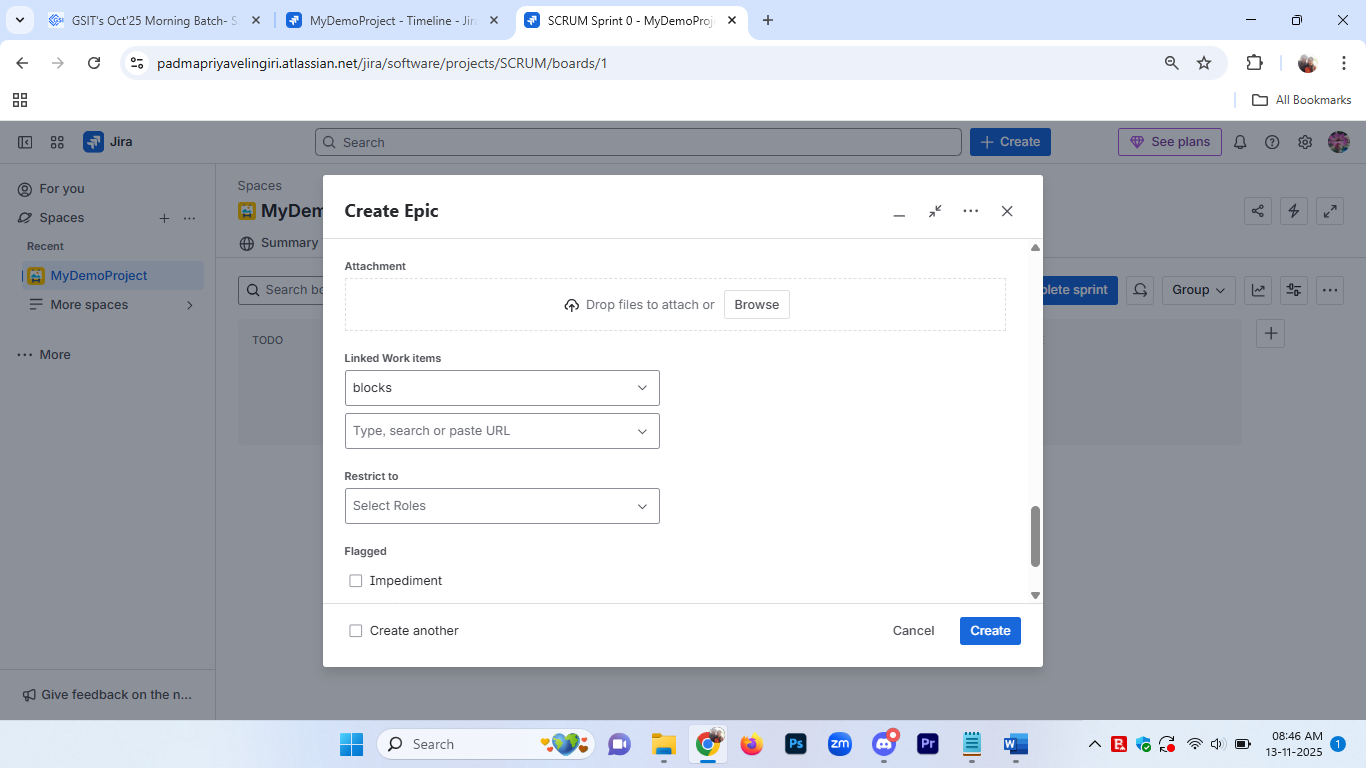 GSIT's Oct'25 Morning Batch- S
MyDemoProject - Timeline - Jir
SCRUM Sprint 0 - MyDemoProj
padmapriyavelingiri.atlassian.net/jira/software/projects/SCRUM/boards/1
All Bookmarks
Jira
Search
Create
See plans
For you
Spaces
Recent
MyDemoProject
More spaces
More
Give feedback on the n...
Spaces
MyDem
Summary
Search bo
plete sprint
Group
TODO
Create Epic
Attachment
Drop files to attach or Browse
Linked Work items
blocks
Type, search or paste URL
Restrict to
Select Roles
Flagged
Impediment
Create another
Cancel
Create
Search
Ps
zm
Pr
W
08:46 AM
13-11-2025
1